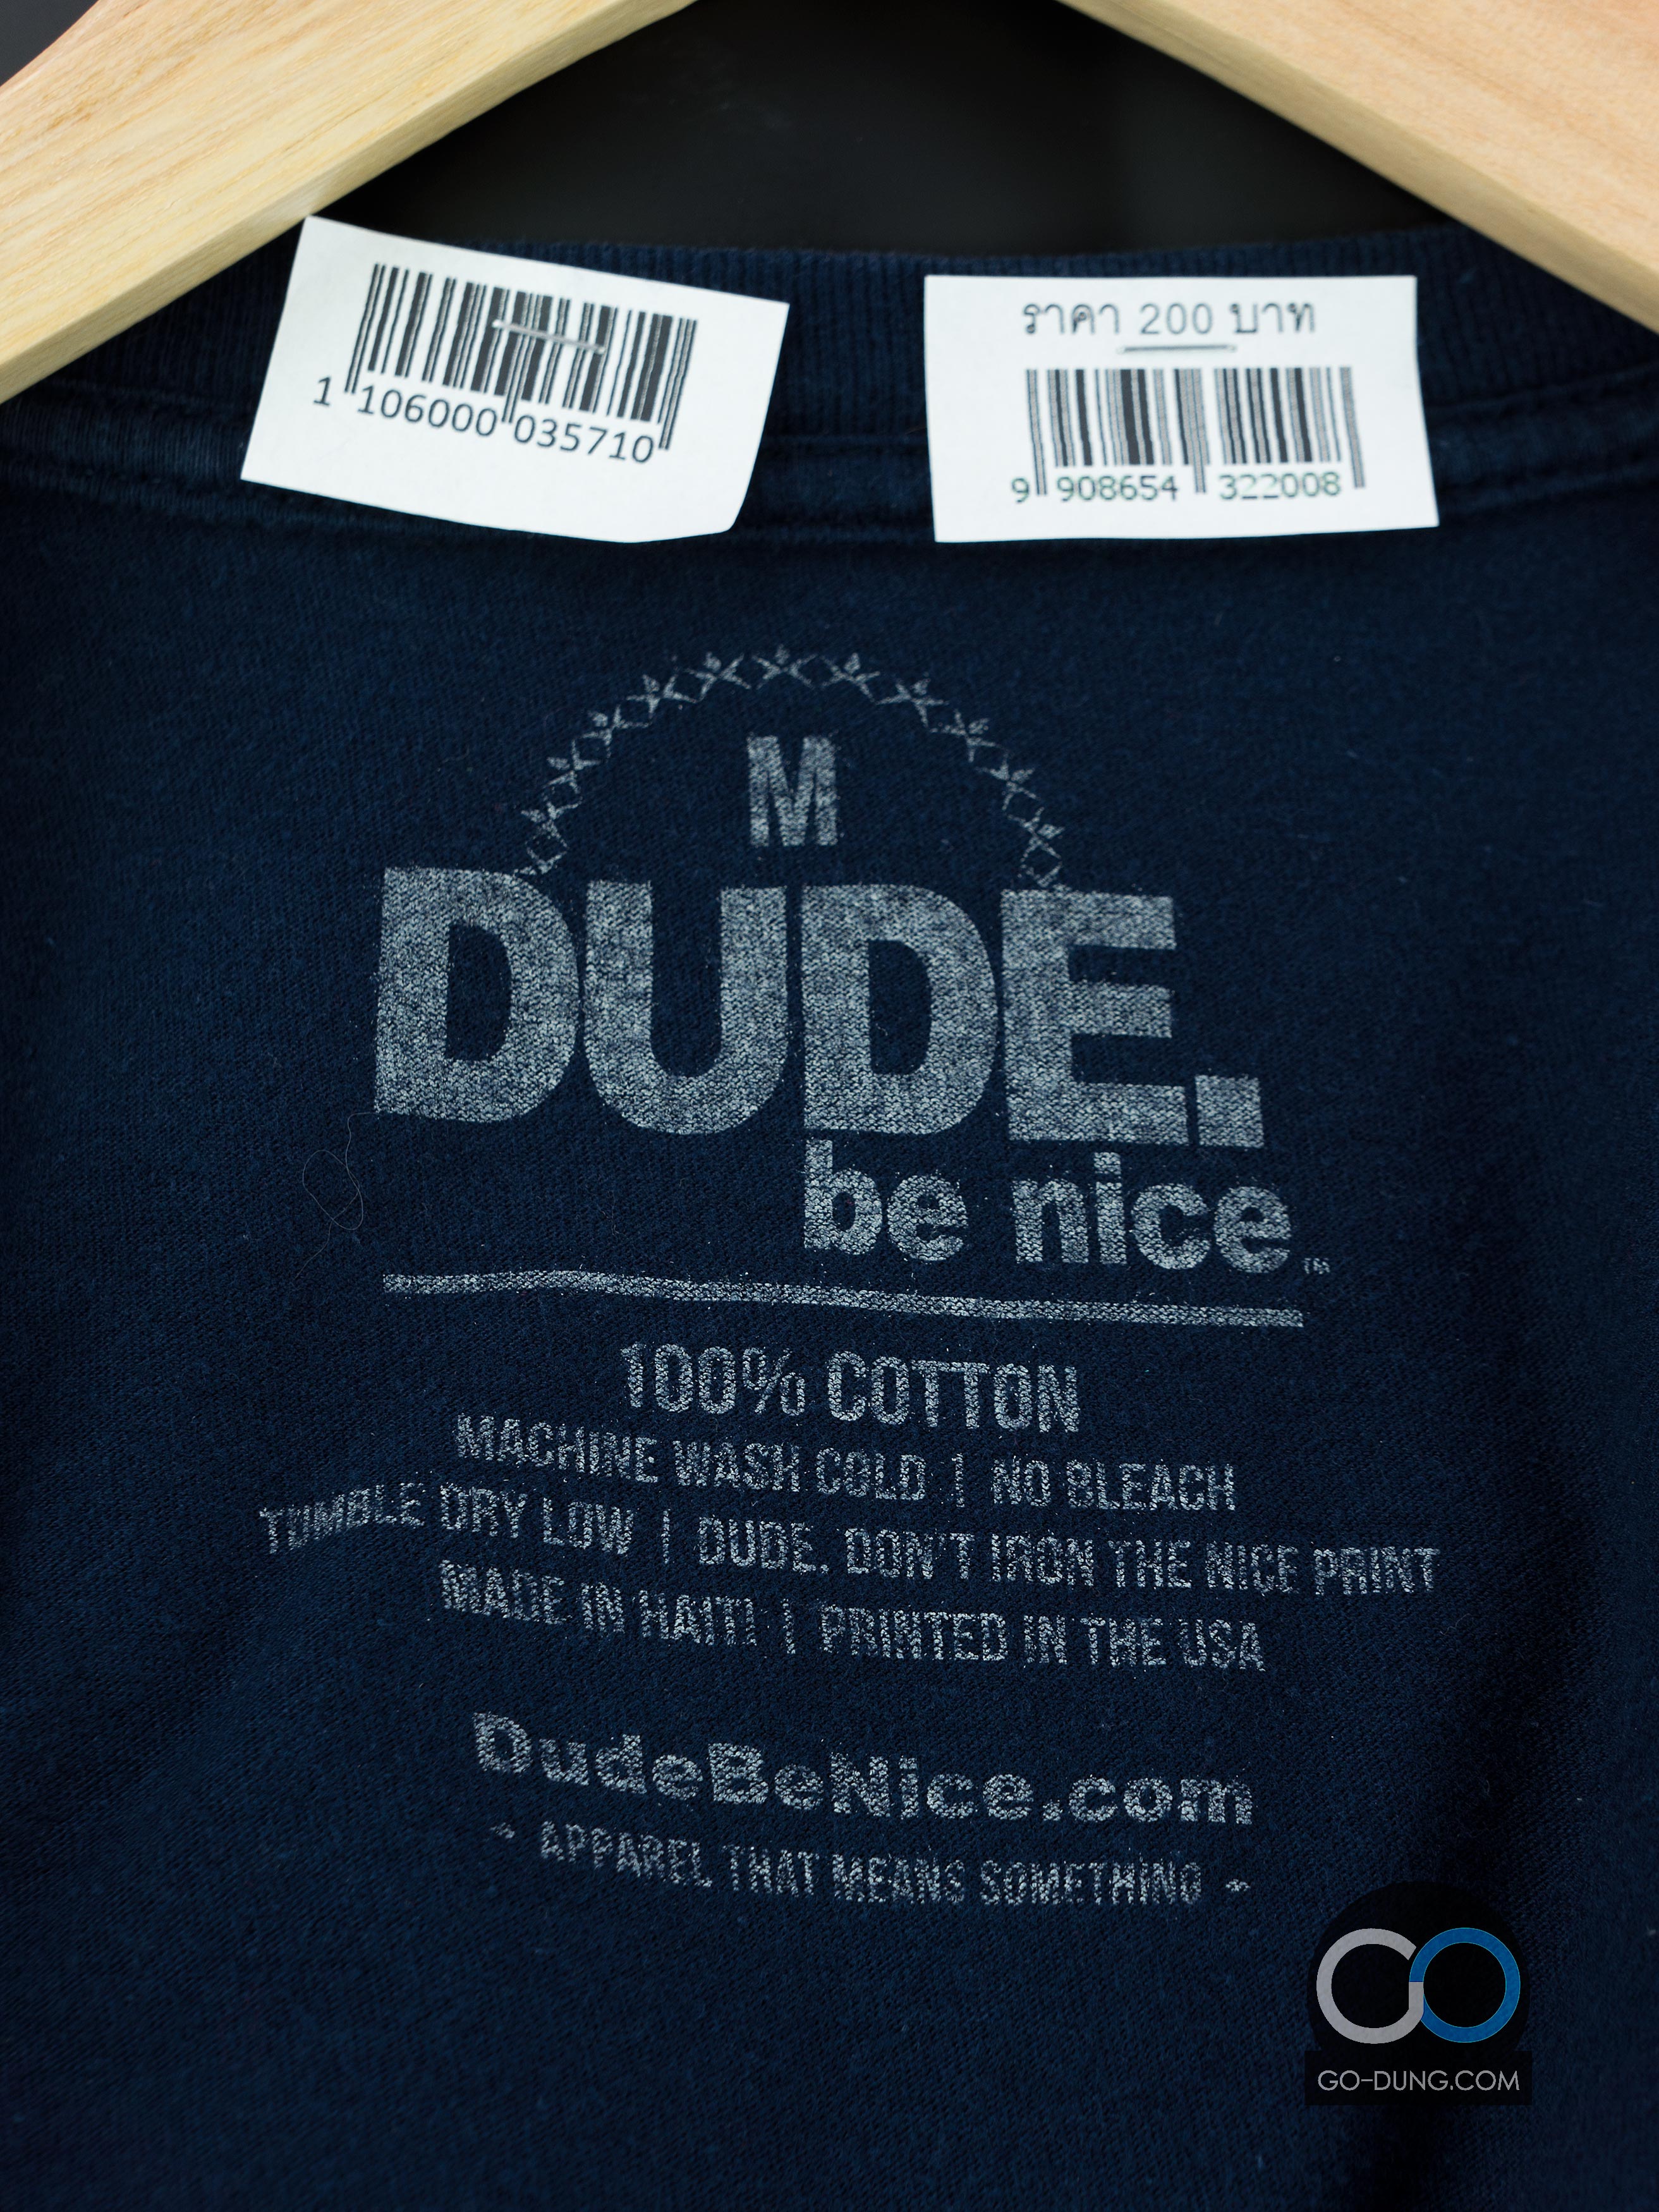 1 106000 035710
ราคา 200 บาท
9 908654 322008
M
DUDE.
be nice™
100% COTTON
MACHINE WASH COLD | NO BLEACH
TUMBLE DRY LOW | DUDE. DON'T IRON THE NICE PRINT
MADE IN HAITI | PRINTED IN THE USA
DudeBeNice.com
- APPAREL THAT MEANS SOMETHING -
GO
GO-DUNG.COM